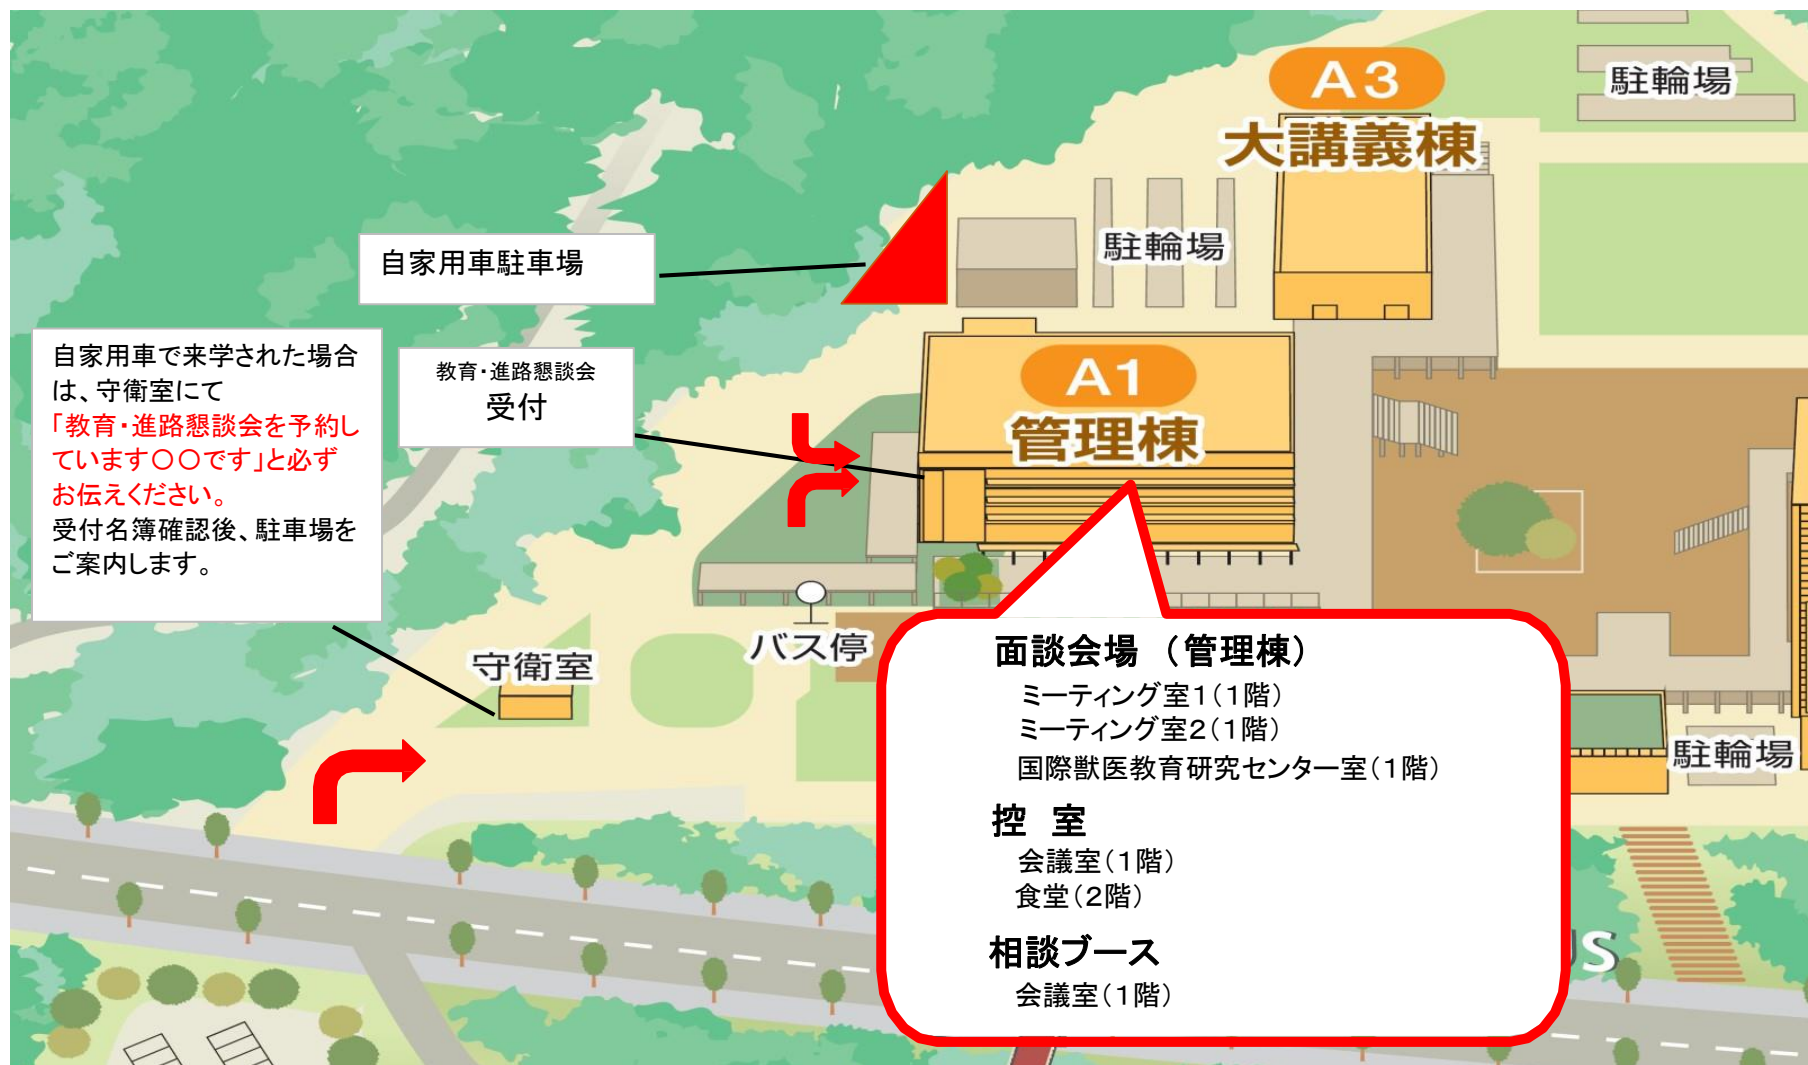 A3
大講義棟
駐輪場
駐輪場
自家用車駐車場
自家用車で来学された場合
は、守衛室にて
「教育・進路懇談会を予約し
ています〇〇です」と必ず
お伝えください。
受付名簿確認後、駐車場を
ご案内します。
教育・進路懇談会
受付
A1
管理棟
バス停
守衛室
面談会場 （管理棟）
ミーティング室1（1階）
ミーティング室2（1階）
国際獣医教育研究センター室（1階）
控 室
会議室（1階）
食堂（2階）
相談ブース
会議室（1階）
駐輪場